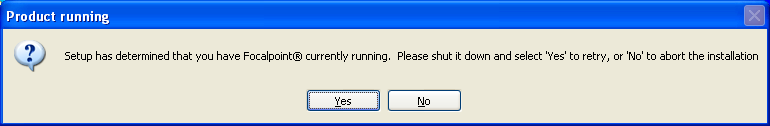 Product running
Setup has determined that you have Focalpoint® currently running.  Please shut it down and select 'Yes' to retry, or 'No' to abort the installation
Yes
No